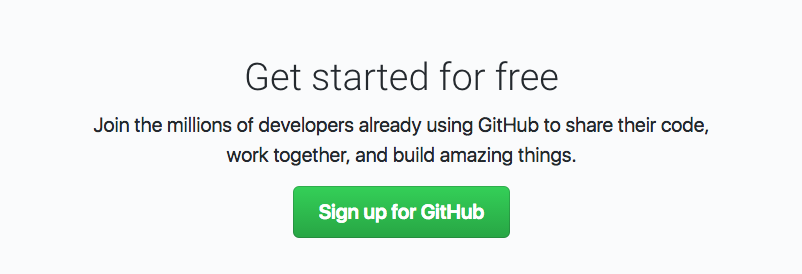 Get started for free
Join the millions of developers already using GitHub to share their code,
work together, and build amazing things.
Sign up for GitHub